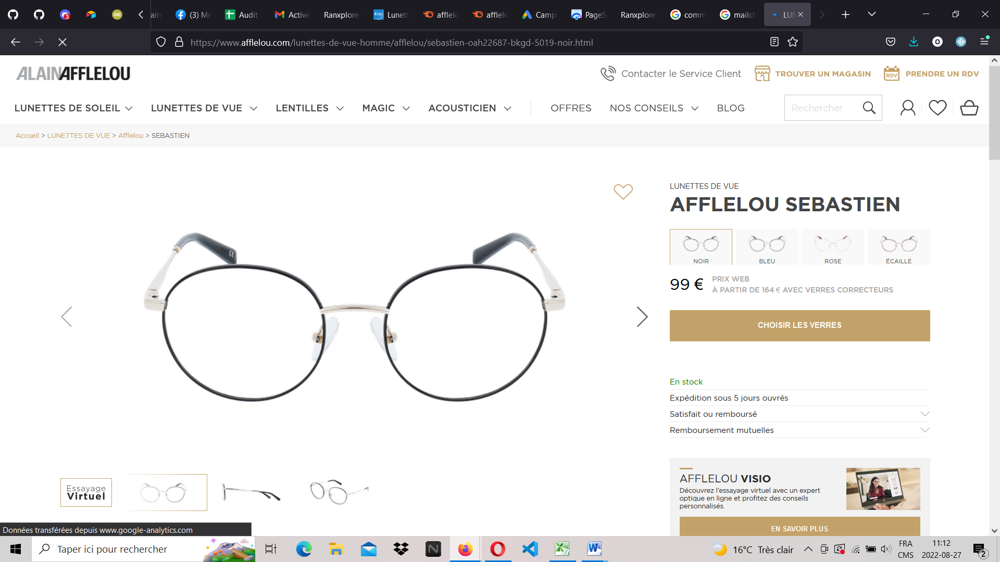 3
aire
(3) Me
Audit
Active
Ranxplore
Krys
Lunett
afflelo
afflelo
Camp
PageS
Ranxplore
comm
mailch
LUN
https://www.afflelou.com/lunettes-de-vue-homme/afflelou/sebastien-oah22687-bkgd-5019-noir.html
ALAINAFFLELOU
Contacter le Service Client
TROUVER UN MAGASIN
RDV
PRENDRE UN RDV
LUNETTES DE SOLEIL
LUNETTES DE VUE
LENTILLES
MAGIC
ACOUSTICIEN
OFFRES
NOS CONSEILS
BLOG
Rechercher
Accueil > LUNETTES DE VUE > Afflelou > SEBASTIEN
LUNETTES DE VUE
AFFLELOU SEBASTIEN
NOIR
BLEU
ROSE
ÉCAILLE
99 €
PRIX WEB
À PARTIR DE 164 € AVEC VERRES CORRECTEURS
CHOISIR LES VERRES
En stock
Expédition sous 5 jours ouvrés
Satisfait ou remboursé
Remboursement mutuelles
CE
Essayage
Virtuel
AFFLELOU VISIO
Découvrez l'essayage virtuel avec un expert
optique en ligne et profitez des conseils
personnalisés.
EN SAVOIR PLUS
Données transférées depuis www.google-analytics.com
Taper ici pour rechercher
16°C Très clair
FRA
CMS
11:12
2022-08-27
2